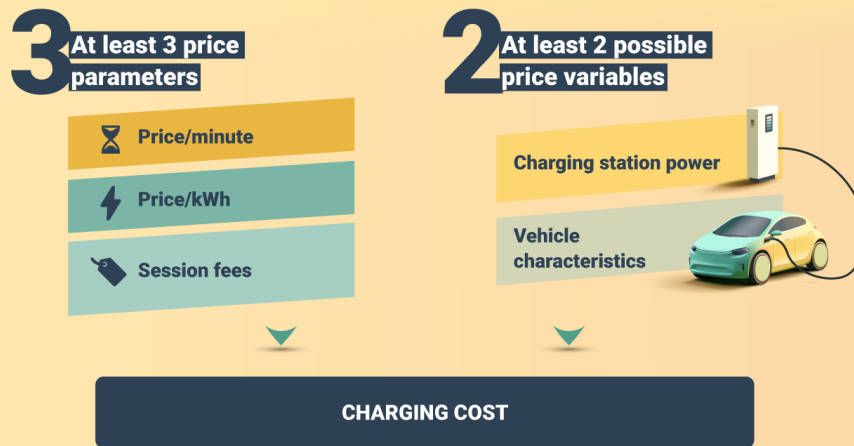 3
At least 3 price
parameters
Price/minute
Price/kWh
Session fees
2
At least 2 possible
price variables
Charging station power
Vehicle
characteristics
CHARGING COST